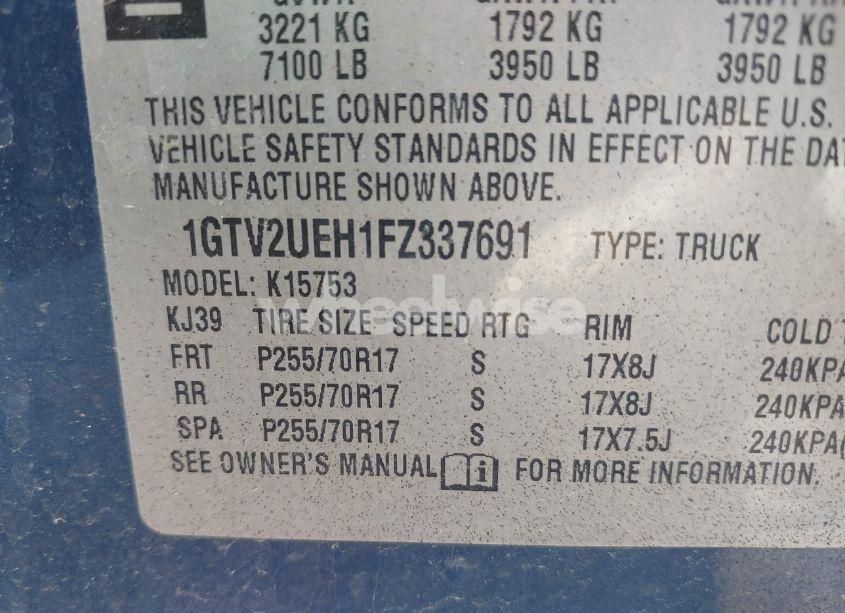 3221 KG 1792 KG 1792 KG
7100 LB 3950 LB 3950 LB
THIS VEHICLE CONFORMS TO ALL APPLICABLE U.S.
VEHICLE SAFETY STANDARDS IN EFFECT ON THE DAT
MANUFACTURE SHOWN ABOVE.
1GTV2UEH1FZ337691 TYPE: TRUCK
MODEL: K15753
wheelwise
KJ39 TIRE SIZE SPEED RTG RIM COLD T
FRT P255/70R17 S 17X8J 240KPA
RR P255/70R17 S 17X8J 240KPA
SPA P255/70R17 S 17X7.5J 240KPA(
SEE OWNER'S MANUAL FOR MORE INFORMATION.